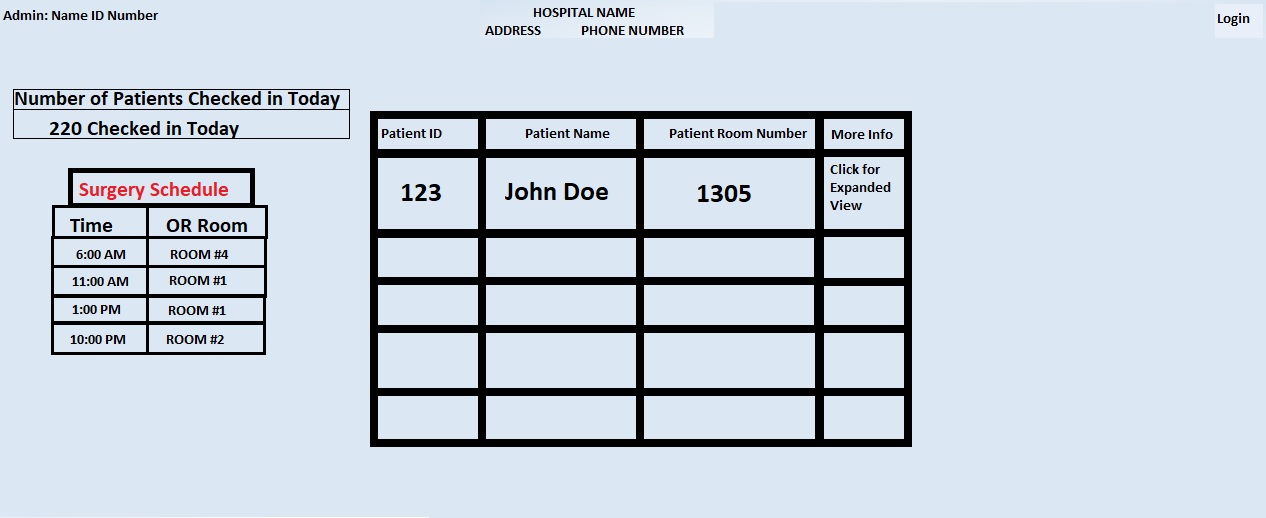 Admin: Name ID Number
HOSPITAL NAME
ADDRESS PHONE NUMBER
Login
Number of Patients Checked in Today
220 Checked in Today
Surgery Schedule
Time OR Room
6:00 AM ROOM #4
11:00 AM ROOM #1
1:00 PM ROOM #1
10:00 PM ROOM #2
Patient ID Patient Name Patient Room Number More Info
123 John Doe 1305
Click for
Expanded
View